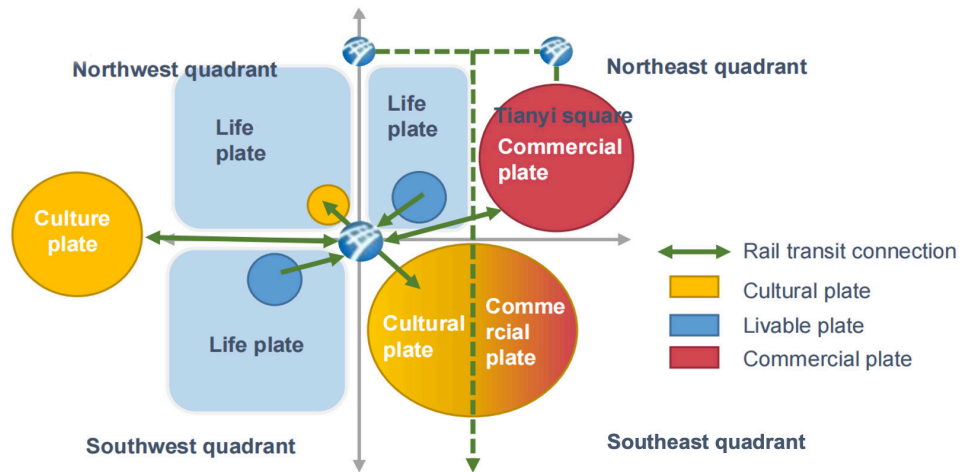 Northwest quadrant
Northeast quadrant
Life
plate
Life
plate
Tianyi square
Commercial
plate
Culture
plate
Life plate
Cultural
plate
Comme
rcial
plate
Rail transit connection
Cultural plate
Livable plate
Commercial plate
Southwest quadrant
Southeast quadrant